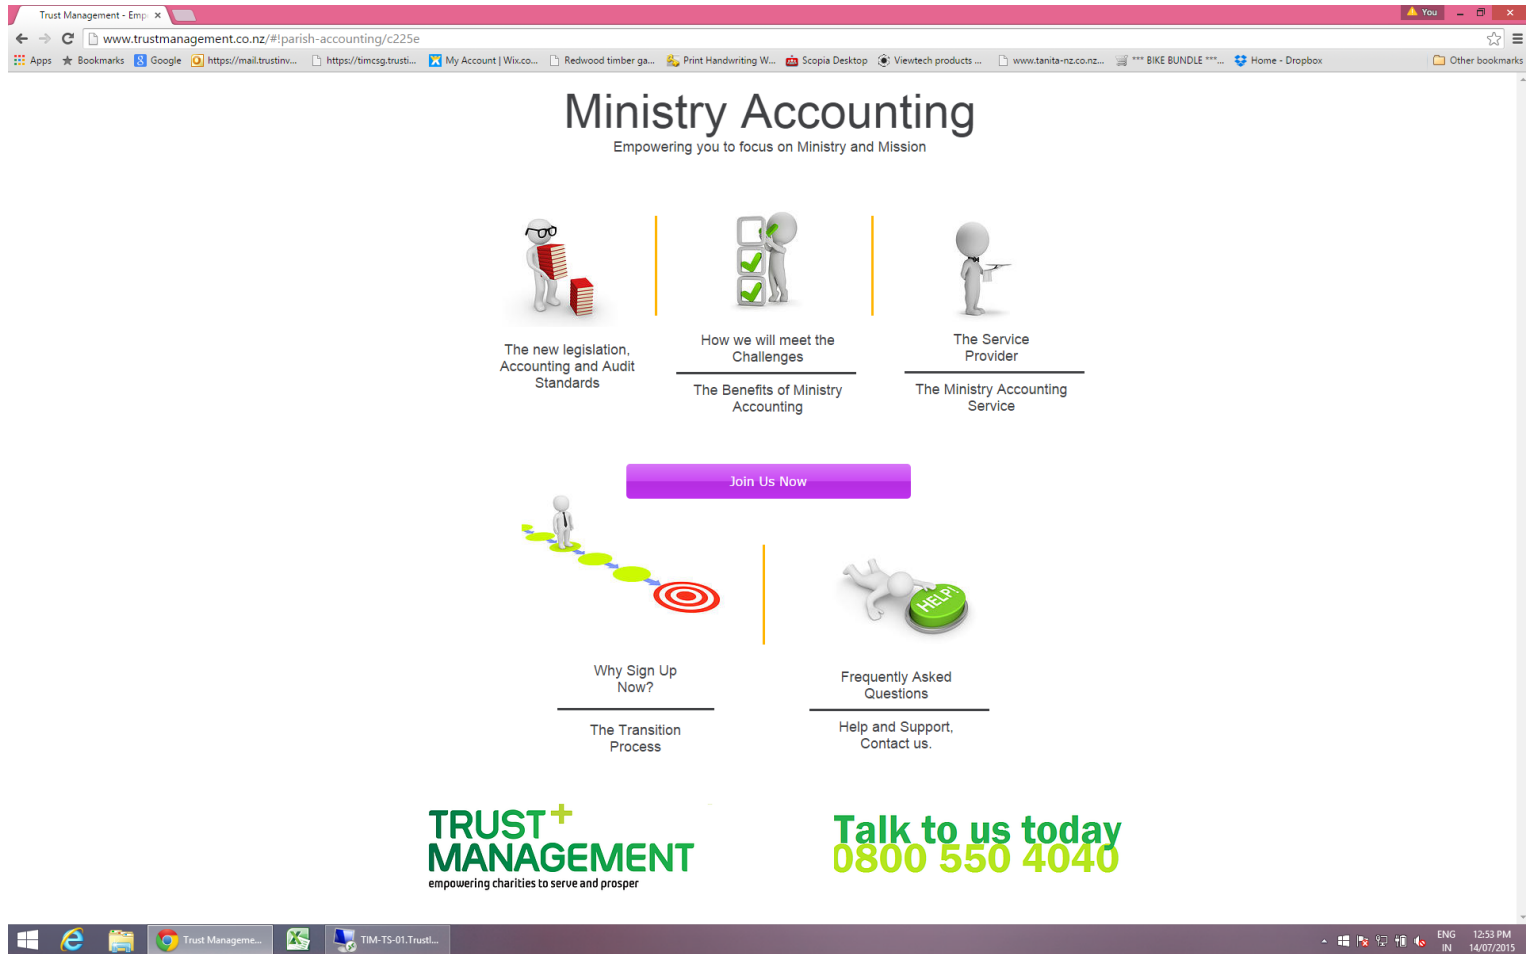 Trust Management - Emp
You
www.trustmanagement.co.nz/#!parish-accounting/c225e
Apps
Bookmarks
Google
https://mail.trustinv...
https://timcsg.trusti...
My Account | Wix.co...
Redwood timber ga...
Print Handwriting W...
Scopia Desktop
Viewtech products ...
www.tanita-nz.co.nz...
*** BIKE BUNDLE ***...
Home - Dropbox
Other bookmarks
Ministry Accounting
Empowering you to focus on Ministry and Mission
The new legislation,
Accounting and Audit
Standards
How we will meet the
Challenges
The Benefits of Ministry
Accounting
The Service
Provider
The Ministry Accounting
Service
Join Us Now
HELP!
Why Sign Up
Now?
The Transition
Process
Frequently Asked
Questions
Help and Support,
Contact us.
TRUST+
MANAGEMENT
empowering charities to serve and prosper
Talk to us today
0800 550 4040
Trust Manageme...
TIM-TS-01.TrustI...
ENG
IN
12:53 PM
14/07/2015